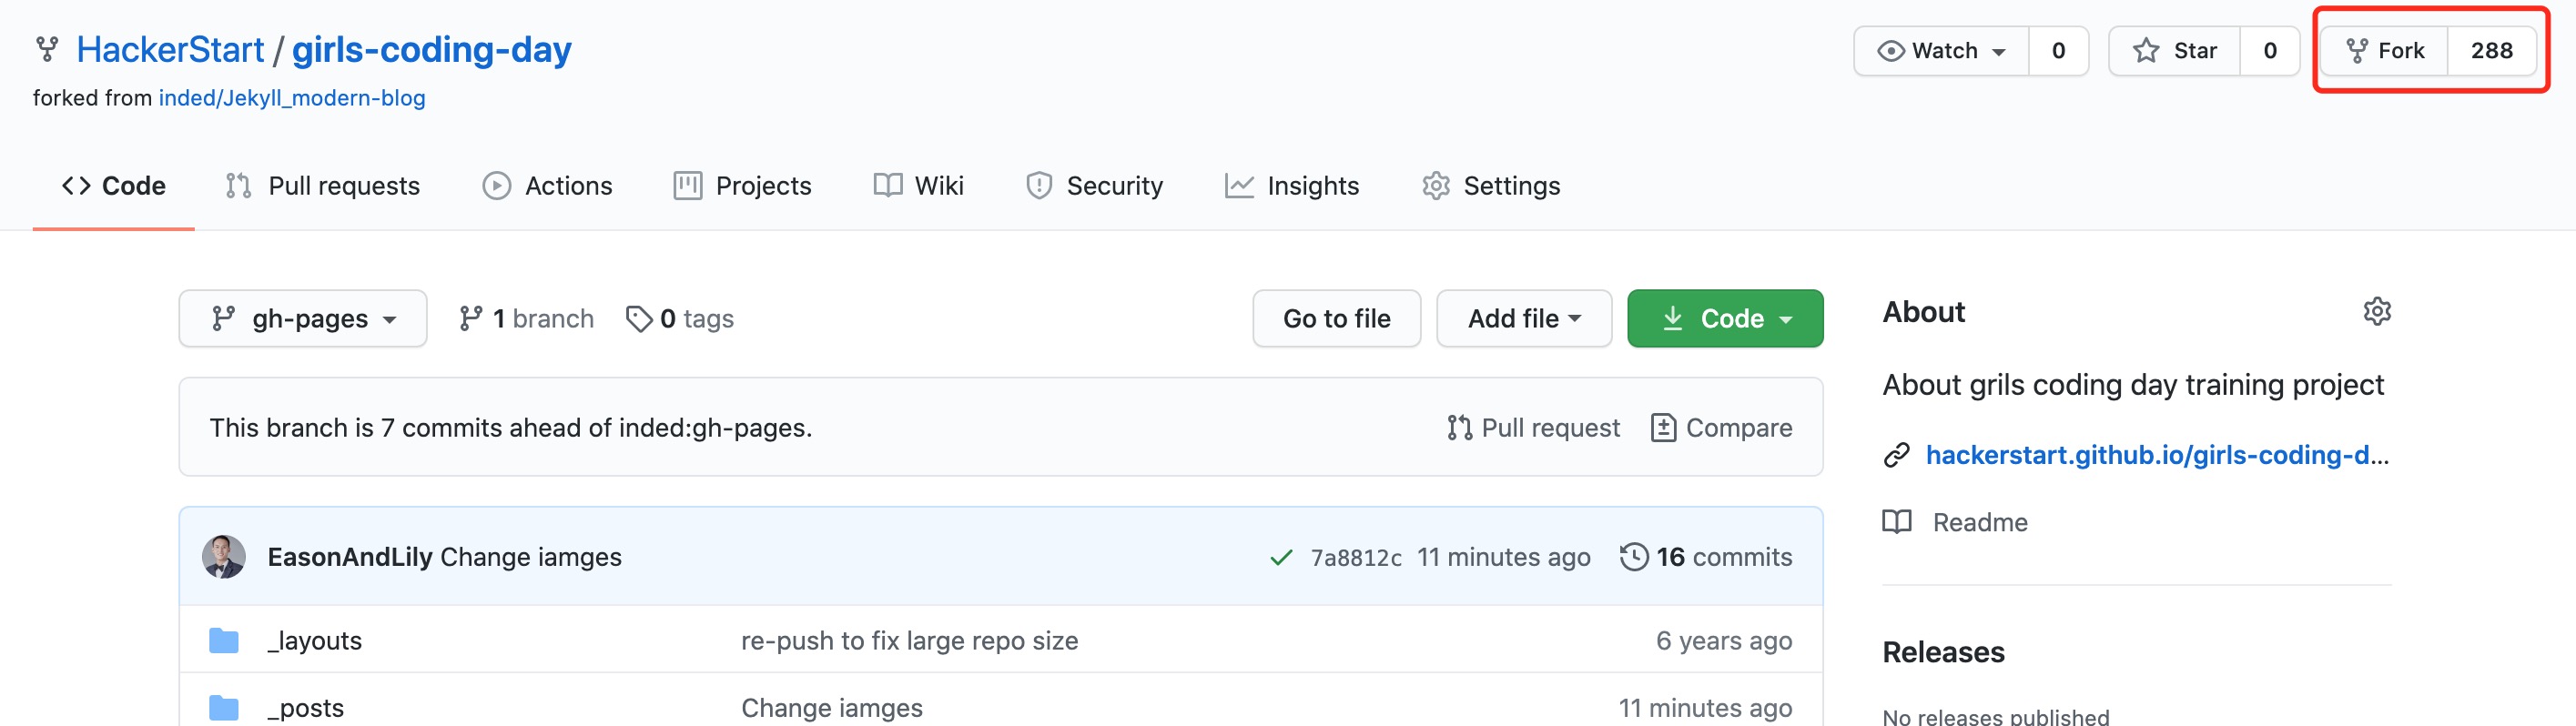 HackerStart / girls-coding-day
Watch 0
Star 0
Fork 288
forked from inded/Jekyll_modern-blog
Code
Pull requests
Actions
Projects
Wiki
Security
Insights
Settings
gh-pages
1 branch
0 tags
Go to file
Add file
Code
This branch is 7 commits ahead of inded:gh-pages.
Pull request
Compare
EasonAndLily Change iamges
7a8812c 11 minutes ago
16 commits
_layouts
re-push to fix large repo size
6 years ago
_posts
Change iamges
11 minutes ago
About
About grils coding day training project
hackerstart.github.io/girls-coding-d...
Readme
Releases
No releases published